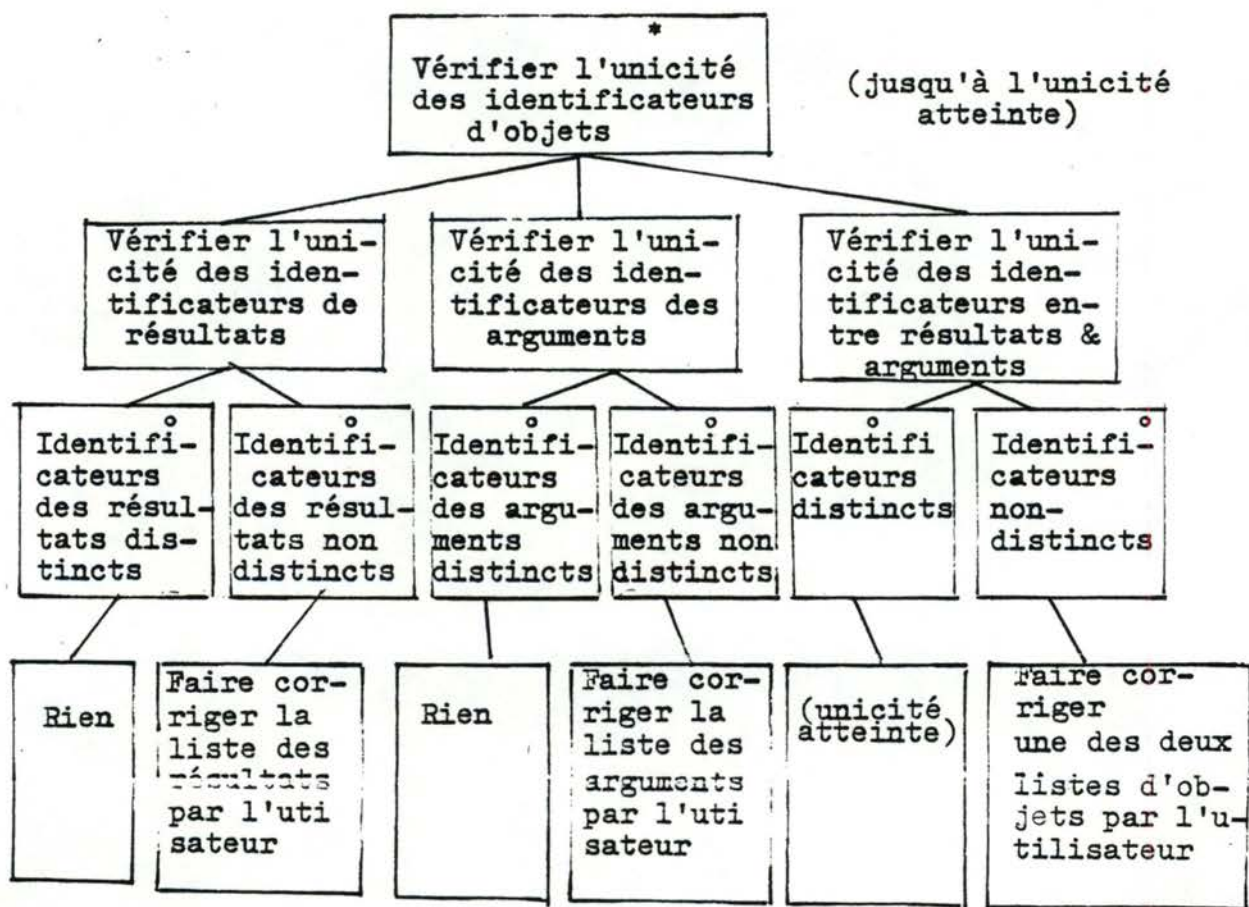 *
Vérifier l'unicité
des identificateurs
d'objets
(jusqu'à l'unicité
atteinte)
Vérifier l'uni-
cité des iden-
tificateurs de
résultats
Vérifier l'uni-
cité des iden-
tificateurs des
arguments
Vérifier l'uni-
cité des iden-
tificateurs en-
tre résultats &
arguments
o
Identifi-
cateurs
des résul-
tats dis-
tincts
o
Identifi-
cateurs
des résul-
tats non
distincts
o
Identifi-
cateurs
des argu-
ments
distincts
o
Identifi-
cateurs
des argu-
ments non
distincts
o
Identifi
cateurs
distincts
o
Identifi-
cateurs
non-
distincts
Rien
Faire cor-
riger la
liste des
résultats
par l'uti
sateur
Rien
Faire cor-
riger la
liste des
arguments
par l'uti
sateur
(unicité
atteinte)
Faire cor-
riger
une des deux
listes d'ob-
jets par l'u-
tilisateur